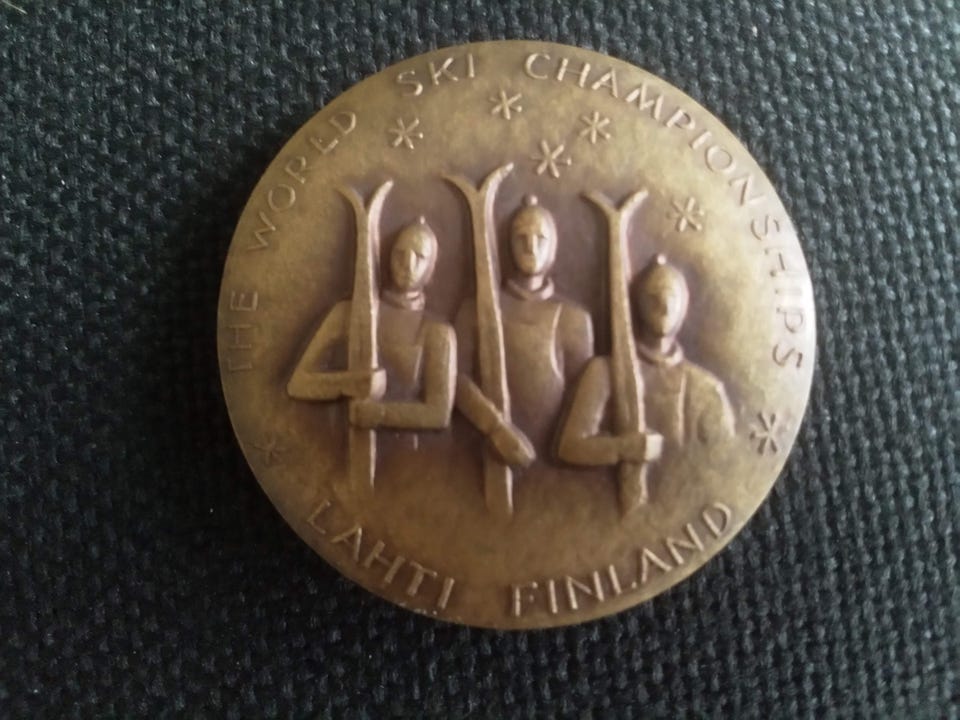 THE WORLD SKI CHAMPIONSHIPS
LAHTI FINLAND